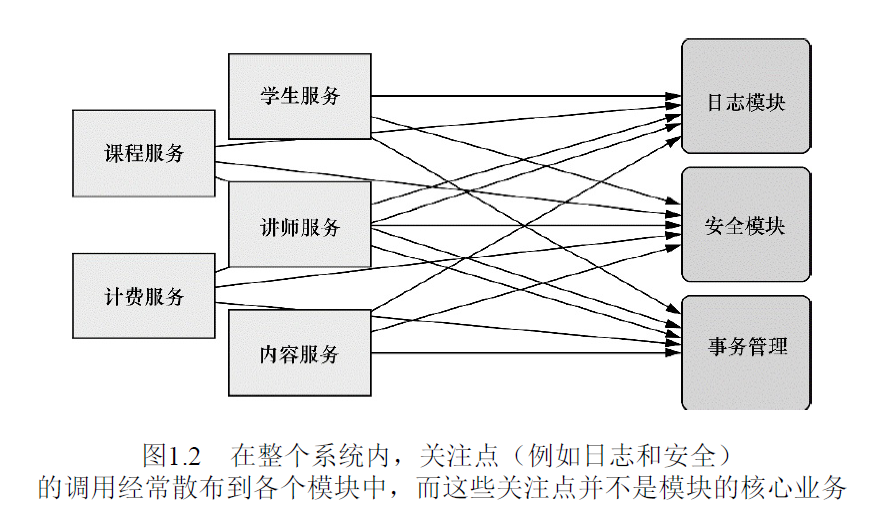 学生服务
日志模块
课程服务
讲师服务
安全模块
计费服务
内容服务
事务管理
图1.2 在整个系统内，关注点（例如日志和安全）
的调用经常散布到各个模块中，而这些关注点并不是模块的核心业务